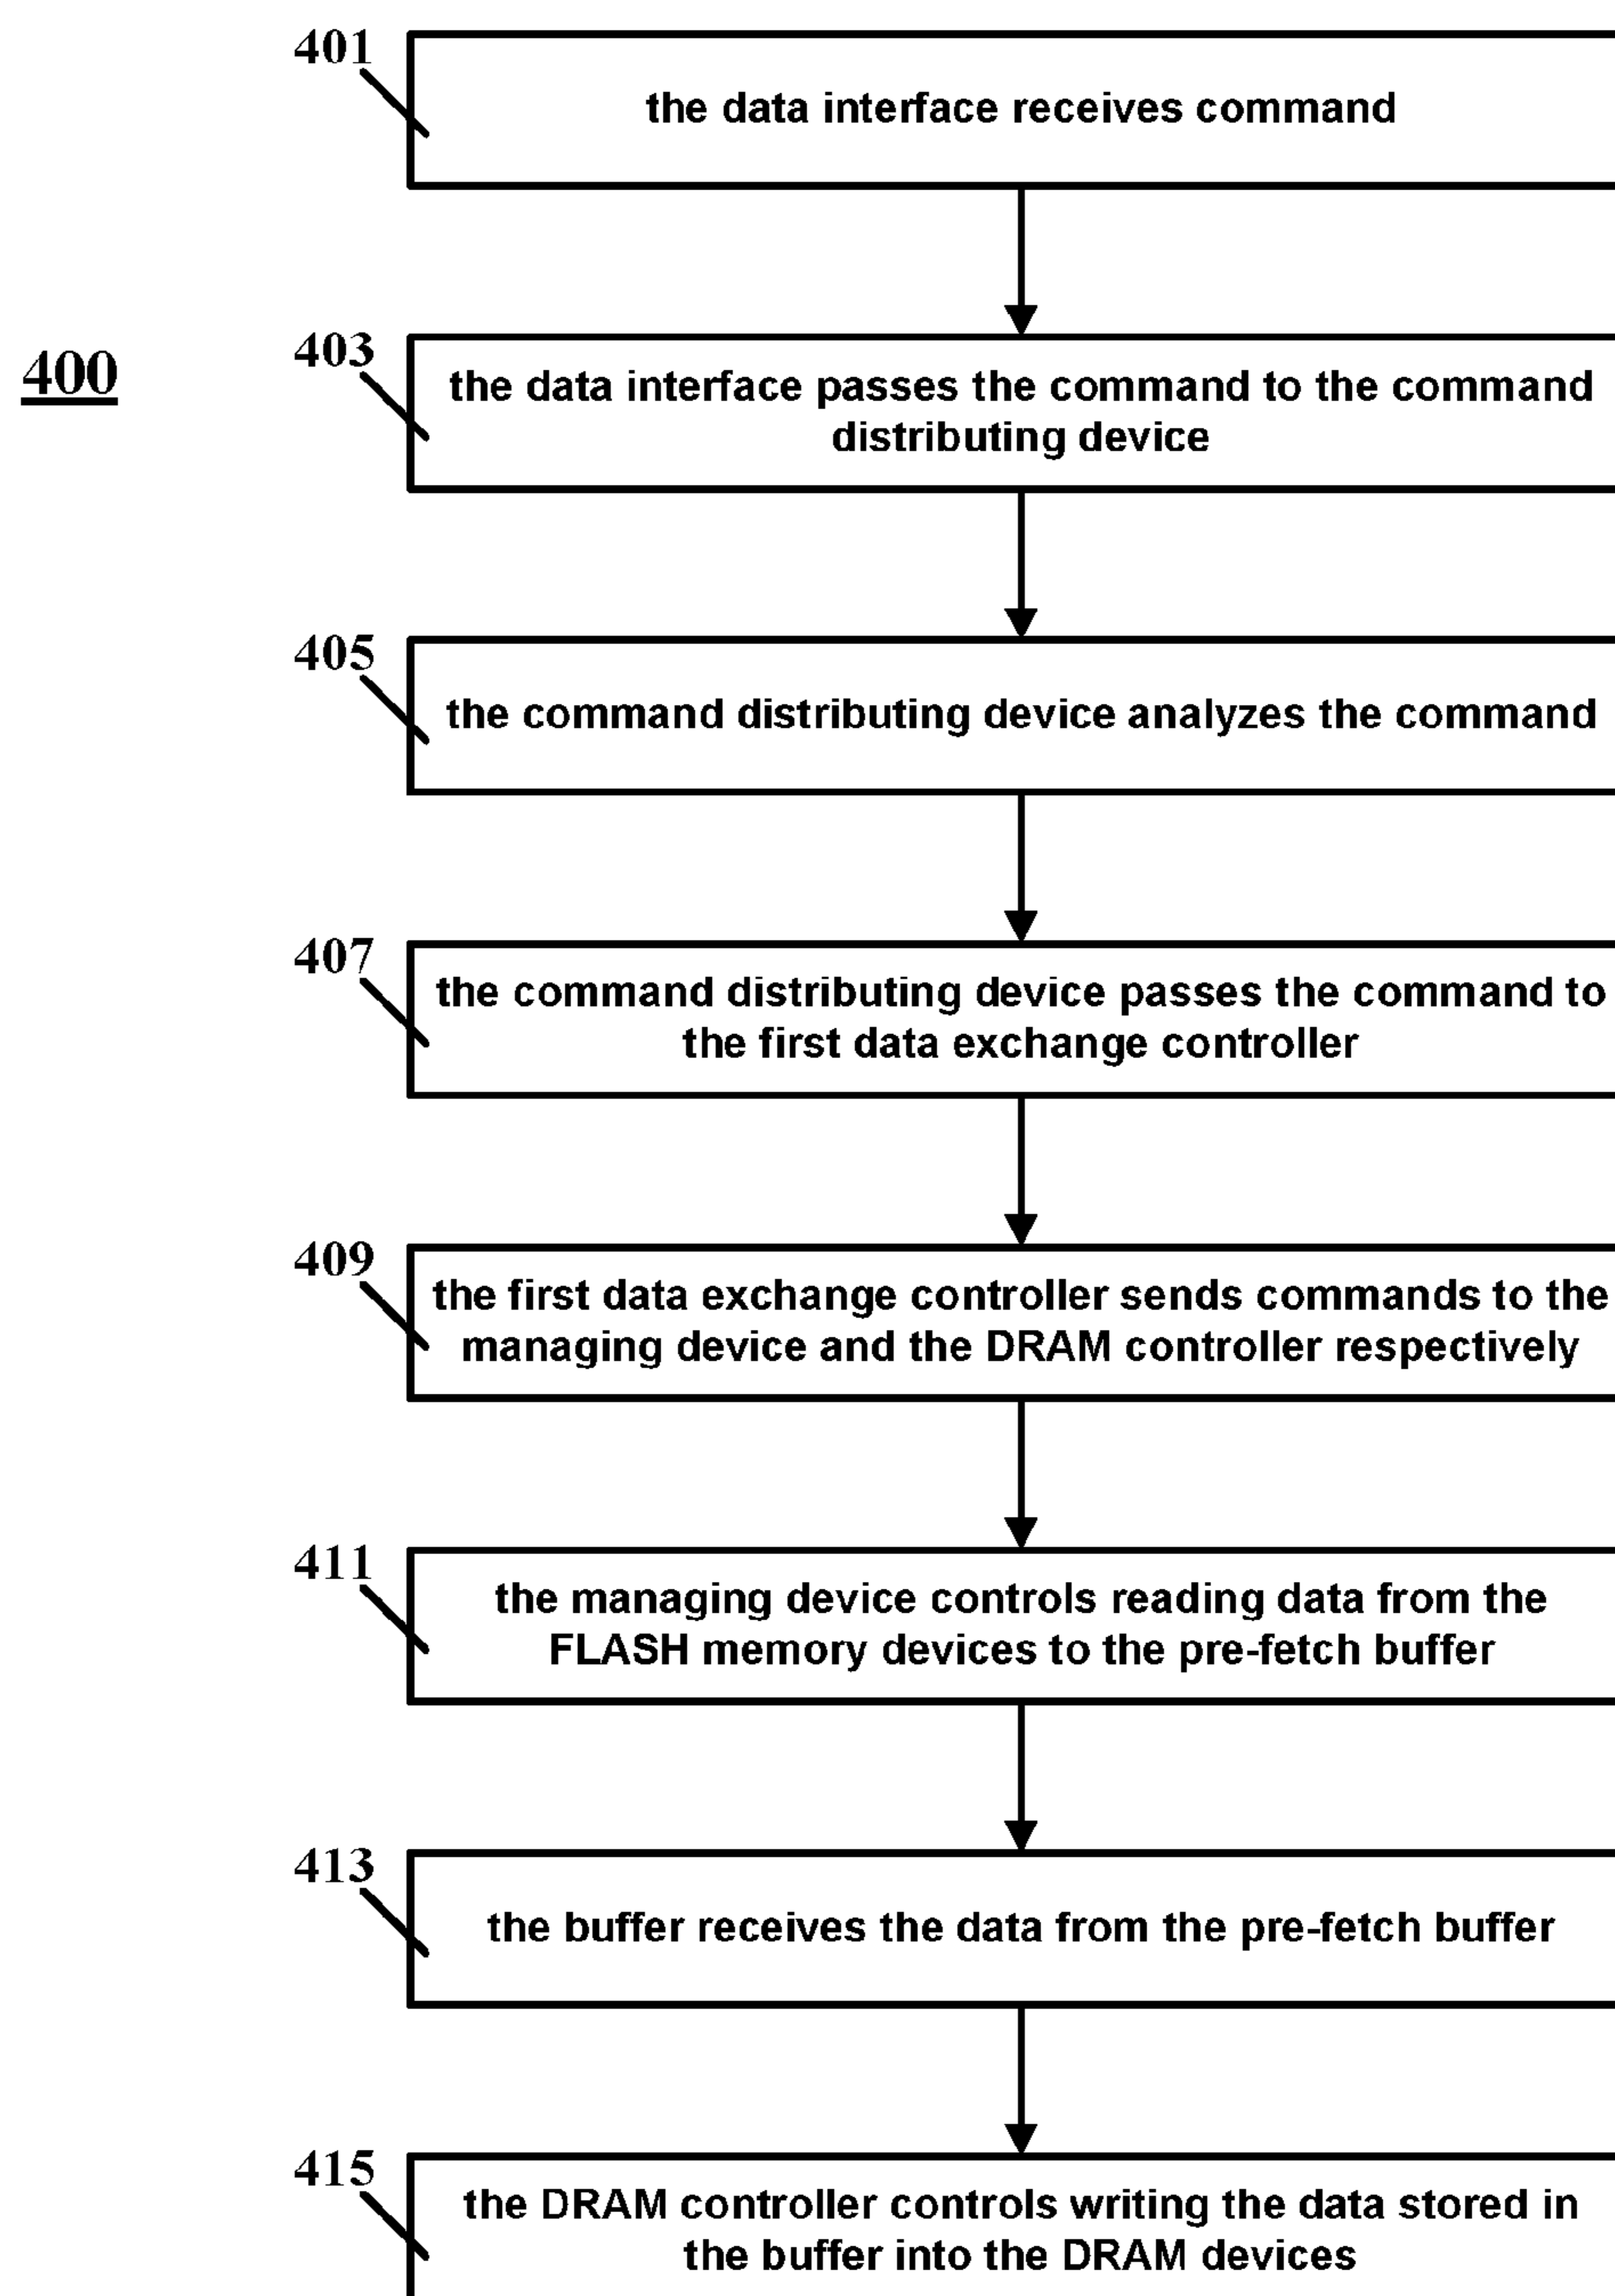 401
the data interface receives command
400
403
the data interface passes the command to the command
distributing device
405
the command distributing device analyzes the command
407
the command distributing device passes the command to
the first data exchange controller
409
the first data exchange controller sends commands to the
managing device and the DRAM controller respectively
411
the managing device controls reading data from the
FLASH memory devices to the pre-fetch buffer
413
the buffer receives the data from the pre-fetch buffer
415
the DRAM controller controls writing the data stored in
the buffer into the DRAM devices